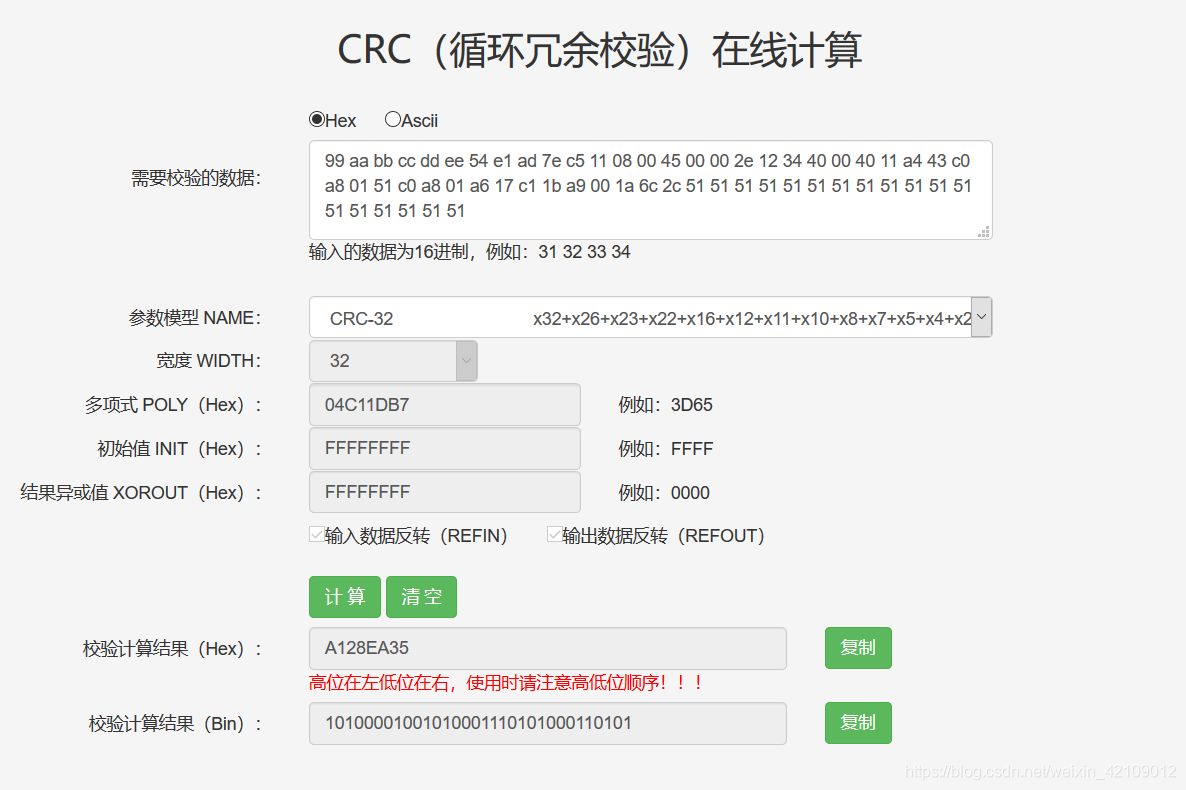 CRC（循环冗余校验）在线计算
Hex Ascii
需要校验的数据：
99 aa bb cc dd ee 54 e1 ad 7e c5 11 08 00 45 00 00 2e 12 34 40 00 40 11 a4 43 c0
a8 01 51 c0 a8 01 a6 17 c1 1b a9 00 1a 6c 2c 51 51 51 51 51 51 51 51 51 51 51 51
51 51 51 51 51 51
输入的数据为16进制，例如：31 32 33 34
参数模型 NAME： CRC-32 x32+x26+x23+x22+x16+x12+x11+x10+x8+x7+x5+x4+x2
宽度 WIDTH： 32
多项式 POLY（Hex）： 04C11DB7 例如：3D65
初始值 INIT（Hex）： FFFFFFFF 例如：FFFF
结果异或值 XOROUT（Hex）： FFFFFFFF 例如：0000
输入数据反转（REFIN） 输出数据反转（REFOUT）
计 算 清 空
校验计算结果（Hex）： A128EA35 复制
高位在左低位在右，使用时请注意高低位顺序！！！
校验计算结果（Bin）： 10100001001010001110101000110101 复制
https://blog.csdn.net/weixin_42109012